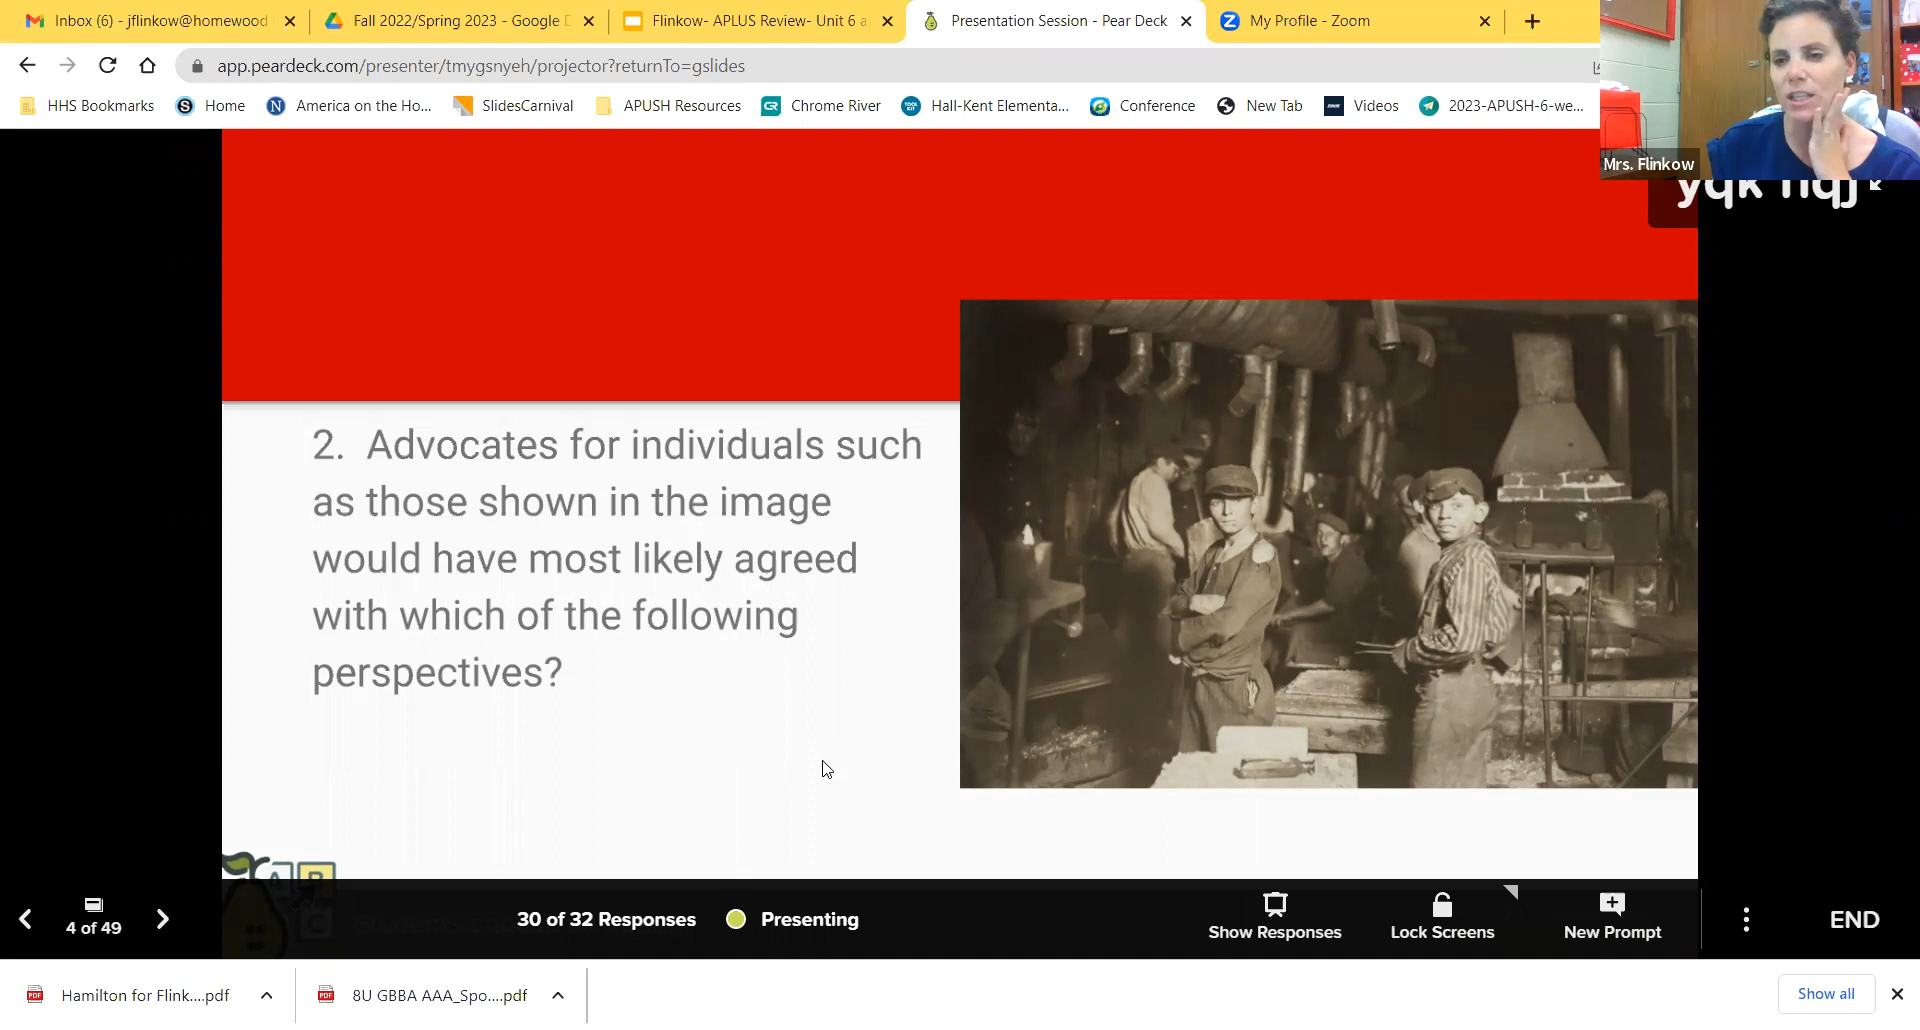 Inbox (6) - jflinkow@homewood
Fall 2022/Spring 2023 - Google D
Flinkow- APLUS Review- Unit 6 a
Presentation Session - Pear Deck
My Profile - Zoom
app.peardeck.com/presenter/tmygsnyeh/projector?returnTo=gslides
HHS Bookmarks
Home
America on the Ho...
SlidesCarnival
APUSH Resources
Chrome River
Hall-Kent Elementa...
Conference
New Tab
Videos
2023-APUSH-6-we...
Mrs. Flinkow
2. Advocates for individuals such
as those shown in the image
would have most likely agreed
with which of the following
perspectives?
4 of 49
30 of 32 Responses
Presenting
Show Responses
Lock Screens
New Prompt
END
Hamilton for Flink....pdf
8U GBBA AAA_Spo....pdf
Show all